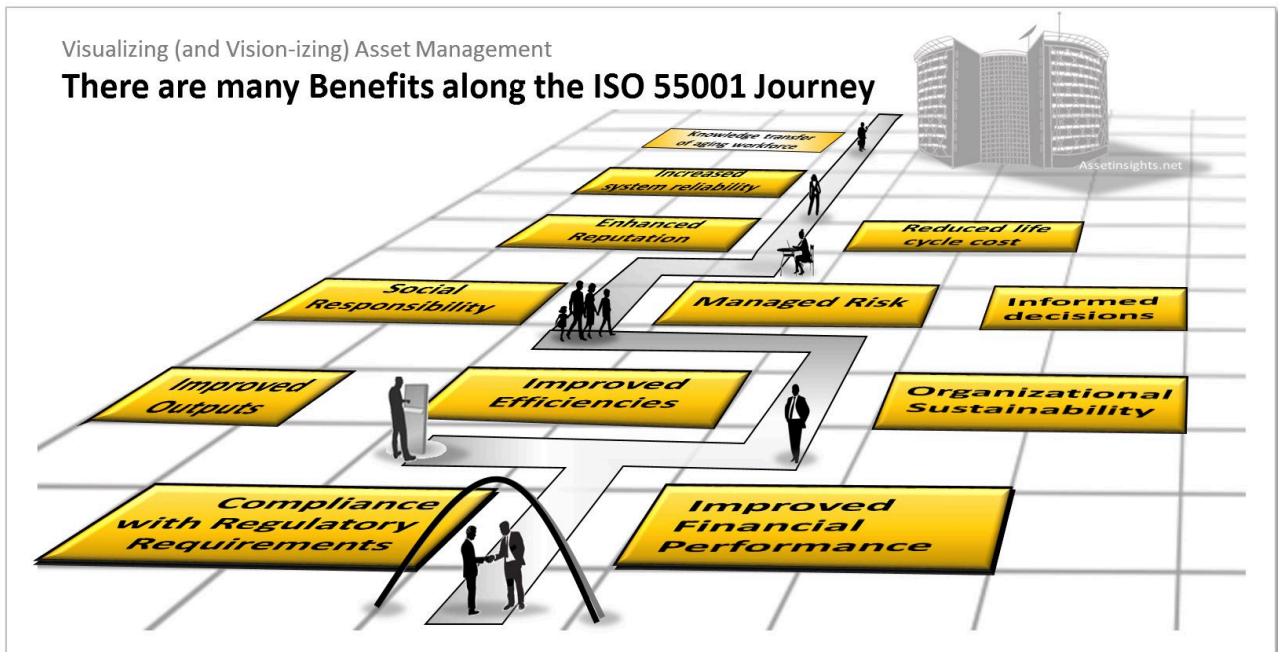 Visualizing (and Vision-izing) Asset Management
There are many Benefits along the ISO 55001 Journey
Assetinsights.net
Knowledge transfer
of aging workforce
Increased
system reliability
Enhanced
Reputation
Reduced life
cycle cost
Social
Responsibility
Managed Risk
Informed
decisions
Improved
Outputs
Improved
Efficiencies
Organizational
Sustainability
Compliance
with Regulatory
Requirements
Improved
Financial
Performance